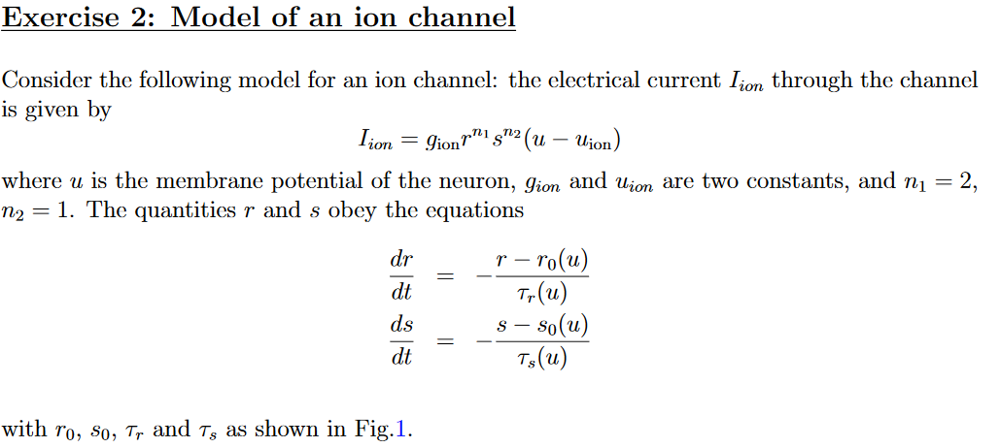 Exercise 2: Model of an ion channel
Consider the following model for an ion channel: the electrical current $I_{ion}$ through the channel
is given by
$I_{ion} = g_{\text{ion}} r^{n_1} s^{n_2} (u - u_{\text{ion}})$
where $u$ is the membrane potential of the neuron, $g_{ion}$ and $u_{ion}$ are two constants, and $n_1 = 2$,
$n_2 = 1$. The quantities $r$ and $s$ obey the equations
$\frac{dr}{dt} = -\frac{r - r_0(u)}{\tau_r(u)}$
$\frac{ds}{dt} = -\frac{s - s_0(u)}{\tau_s(u)}$
with $r_0$, $s_0$, $\tau_r$ and $\tau_s$ as shown in Fig.1.